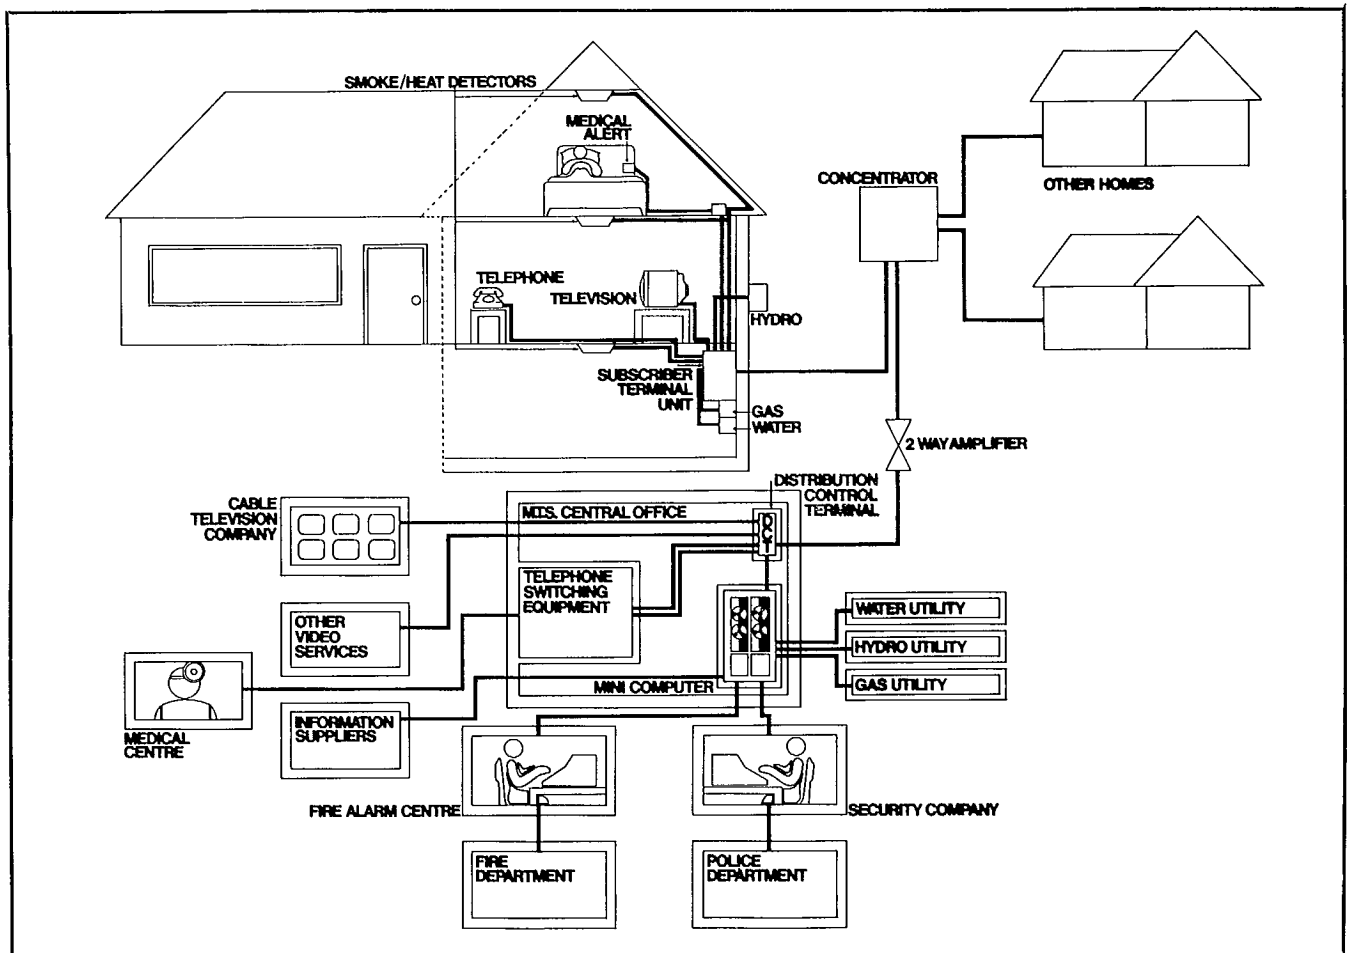 SMOKE/HEAT DETECTORS
MEDICAL
ALERT
CONCENTRATOR
OTHER HOMES
TELEPHONE
TELEVISION
HYDRO
SUBSCRIBER
TERMINAL
UNIT
GAS
WATER
2 WAY AMPLIFIER
DISTRIBUTION
CONTROL
TERMINAL
CABLE
TELEVISION
COMPANY
M.T.S. CENTRAL OFFICE
DCT
TELEPHONE
SWITCHING
EQUIPMENT
OTHER
VIDEO
SERVICES
WATER UTILITY
HYDRO UTILITY
GAS UTILITY
MINI COMPUTER
MEDICAL
CENTRE
INFORMATION
SUPPLIERS
FIRE ALARM CENTRE
SECURITY COMPANY
FIRE
DEPARTMENT
POLICE
DEPARTMENT